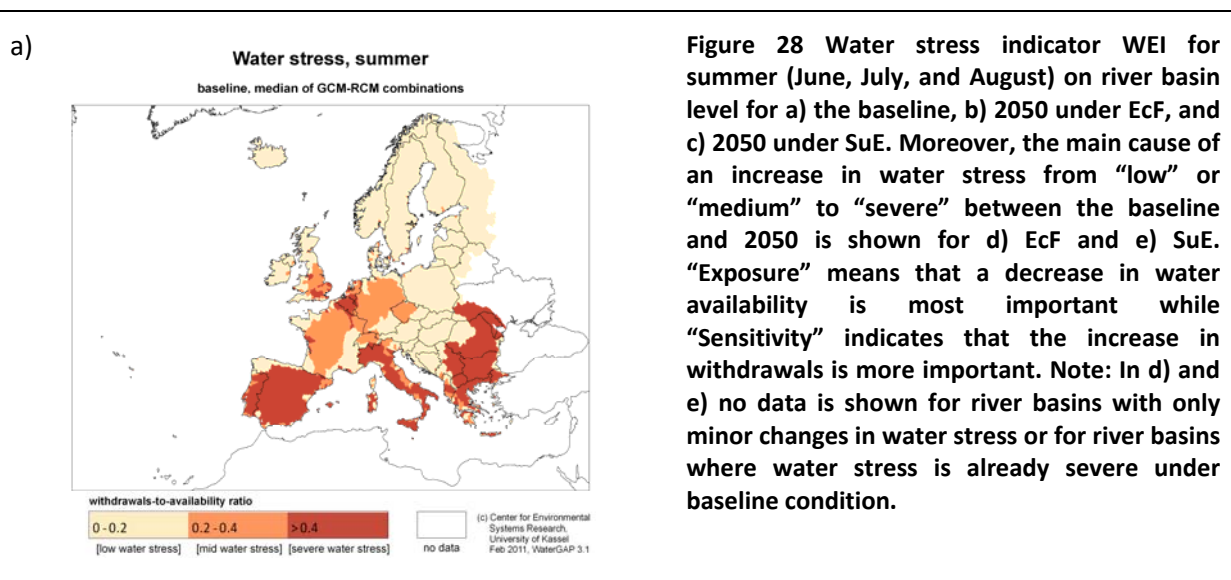 a)
Water stress, summer
baseline, median of GCM-RCM combinations
withdrawals-to-availability ratio
0 - 0.2
0.2 - 0.4
>0.4
[low water stress]
[mid water stress]
[severe water stress]
no data
(c) Center for Environmental
Systems Research,
University of Kassel
Feb 2011, WaterGAP 3.1
Figure 28 Water stress indicator WEI for
summer (June, July, and August) on river basin
level for a) the baseline, b) 2050 under EcF, and
c) 2050 under SuE. Moreover, the main cause of
an increase in water stress from “low” or
“medium” to “severe” between the baseline
and 2050 is shown for d) EcF and e) SuE.
“Exposure” means that a decrease in water
availability is most important while
“Sensitivity” indicates that the increase in
withdrawals is more important. Note: In d) and
e) no data is shown for river basins with only
minor changes in water stress or for river basins
where water stress is already severe under
baseline condition.